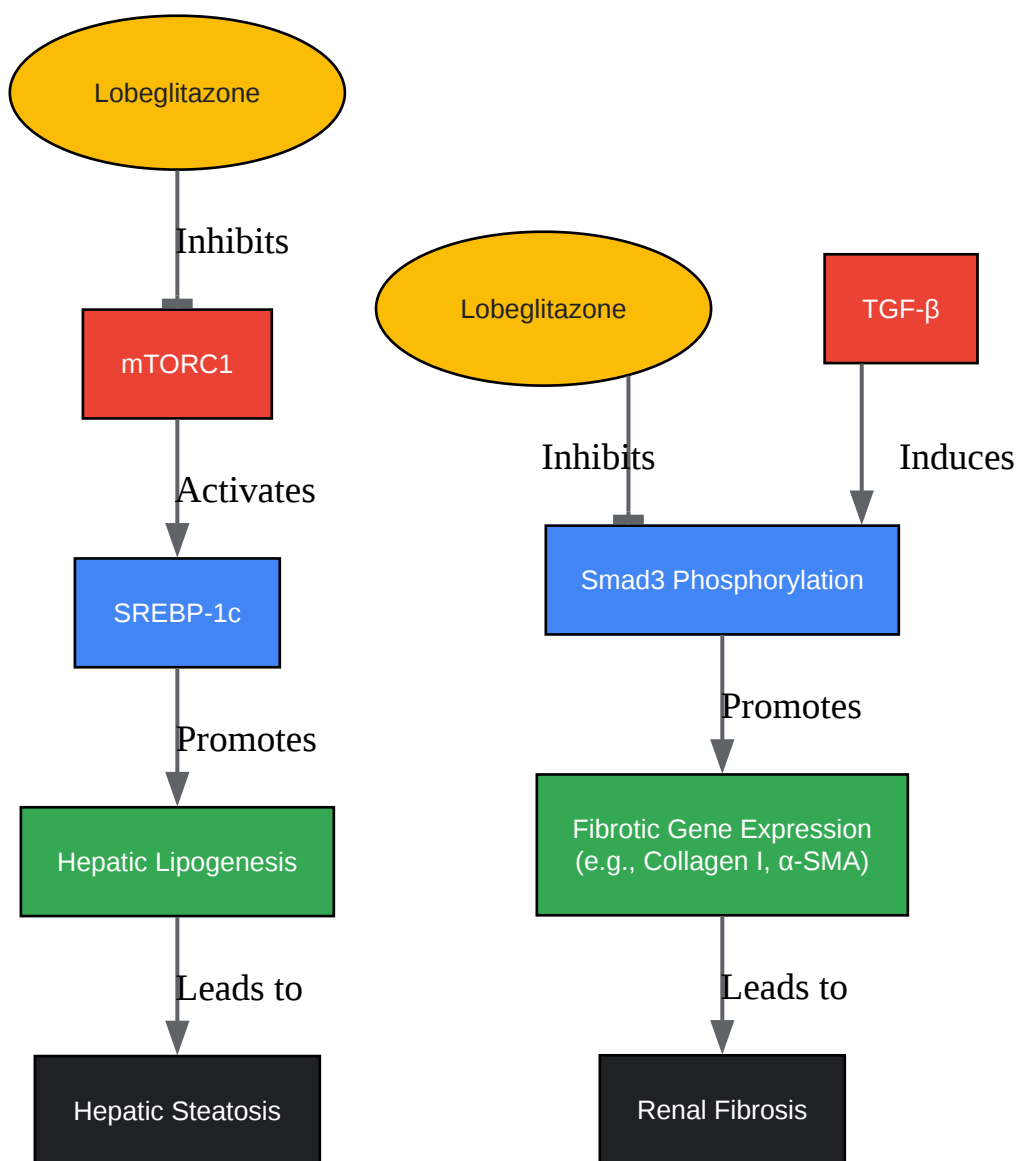 Lobeglitazone
Inhibits
mTORC1
Activates
SREBP-1c
Promotes
Hepatic Lipogenesis
Leads to
Hepatic Steatosis
Lobeglitazone
TGF-β
Inhibits
Induces
Smad3 Phosphorylation
Promotes
Fibrotic Gene Expression
(e.g., Collagen I, α-SMA)
Leads to
Renal Fibrosis